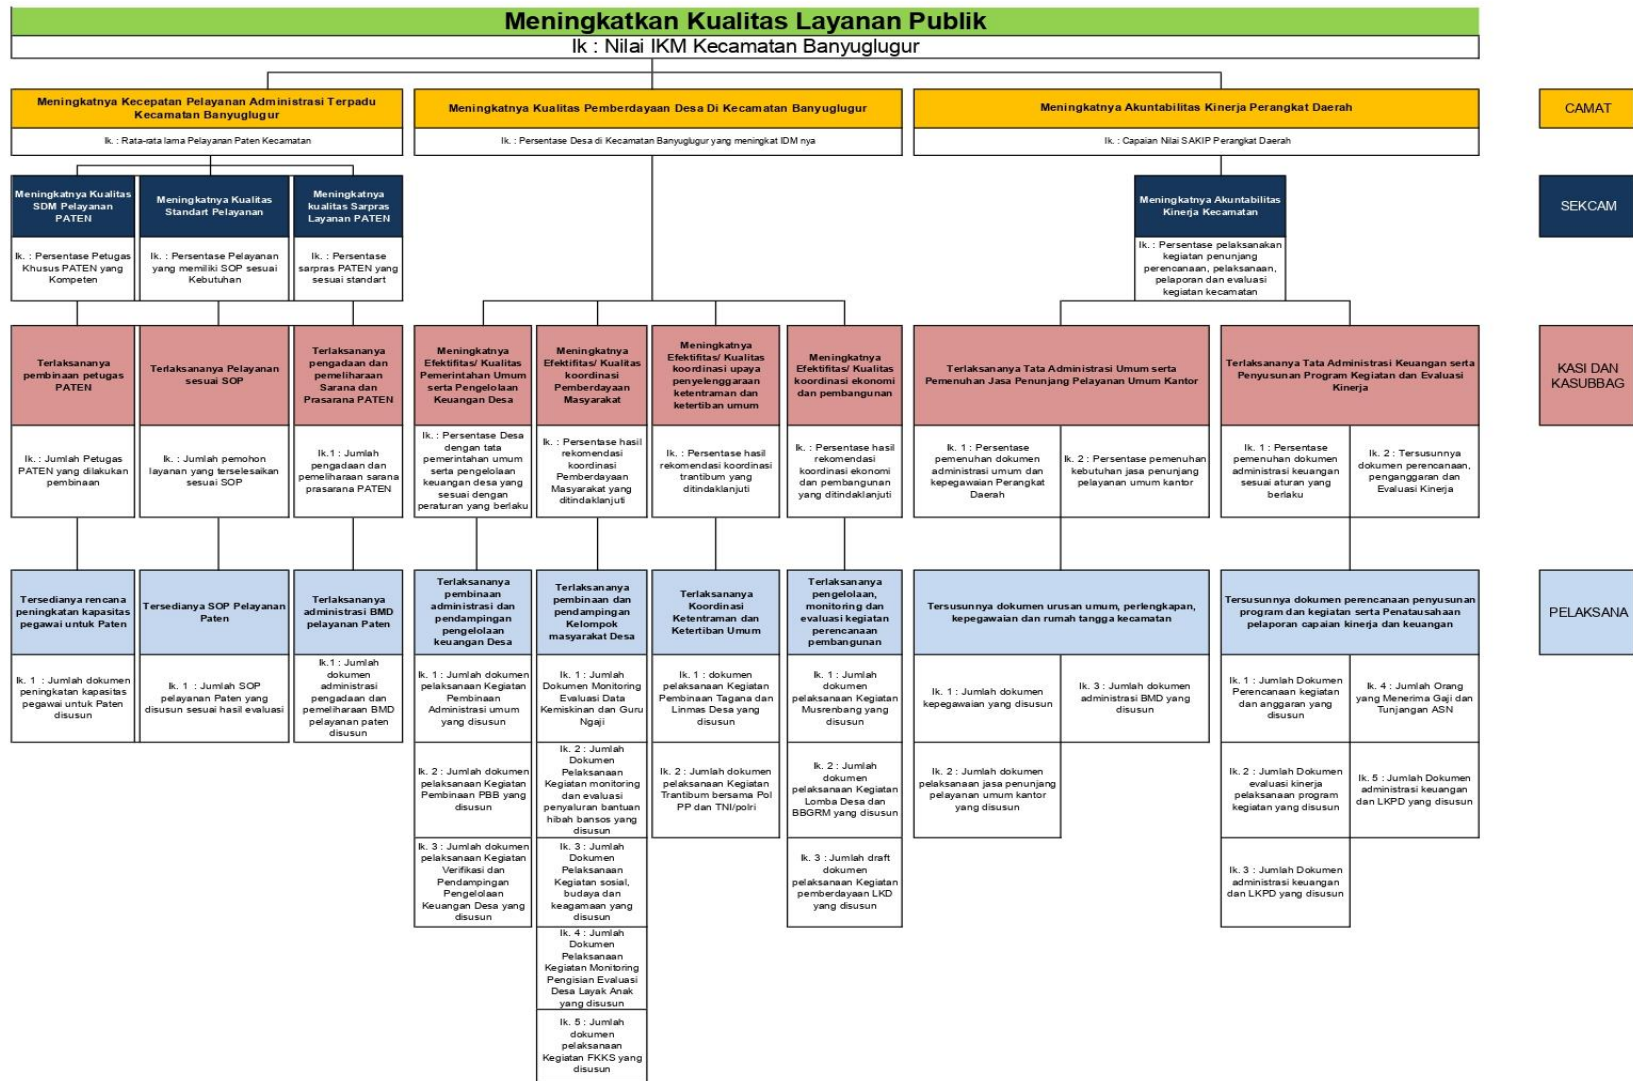 Meningkatkan Kualitas Layanan Publik
Ik : Nilai IKM Kecamatan Banyuglugur
Meningkatnya Kecepatan Pelayanan Administrasi Terpadu
Kecamatan Banyuglugur
Ik. : Rata-rata lama Pelayanan Paten Kecamatan
Meningkatnya Kualitas Pemberdayaan Desa Di Kecamatan Banyuglugur
Ik. : Persentase Desa di Kecamatan Banyuglugur yang meningkat IDM nya
Meningkatnya Akuntabilitas Kinerja Perangkat Daerah
Ik. : Capaian Nilai SAKIP Perangkat Daerah
CAMAT
Meningkatnya Kualitas
SDM Pelayanan
PATEN
Ik. : Persentase Petugas
Khusus PATEN yang
Kompeten
Meningkatnya Kualitas
Standart Pelayanan
Ik. : Persentase Pelayanan
yang memiliki SOP sesuai
Kebutuhan
Meningkatnya
kualitas Sarpras
Layanan PATEN
Ik. : Persentase
sarpras PATEN yang
sesuai standart
Meningkatnya Akuntabilitas
Kinerja Kecamatan
Ik. : Persentase pelaksanakan
kegiatan penunjang
perencanaan, pelaksanaan,
pelaporan dan evaluasi
kegiatan kecamatan
SEKCAM
Terlaksananya
pembinaan petugas
PATEN
Ik. : Jumlah Petugas
PATEN yang dilakukan
pembinaan
Terlaksananya Pelayanan
sesuai SOP
Ik. : Jumlah pemohon
layanan yang terselesaikan
sesuai SOP
Terlaksananya
pengadaan dan
pemeliharaan
Sarana dan
Prasarana PATEN
Ik.1 : Jumlah
pengadaan dan
pemeliharaan sarana
prasarana PATEN
Meningkatnya
Efektifitas/ Kualitas
Pemerintahan Umum
serta Pengelolaan
Keuangan Desa
Ik. : Persentase Desa
dengan tata
pemerintahan umum
serta pengelolaan
keuangan desa yang
sesuai dengan
peraturan yang berlaku
Meningkatnya
Efektifitas/ Kualitas
koordinasi
Pemberdayaan
Masyarakat
Ik. : Persentase hasil
rekomendasi
koordinasi
Pemberdayaan
Masyarakat yang
ditindaklanjuti
Meningkatnya
Efektifitas/ Kualitas
koordinasi upaya
penyelenggaraan
ketentraman dan
ketertiban umum
Ik. : Persentase hasil
rekomendasi koordinasi
trantibum yang
ditindaklanjuti
Meningkatnya
Efektifitas/ Kualitas
koordinasi ekonomi
dan pembangunan
Ik. : Persentase hasil
rekomendasi
koordinasi ekonomi
dan pembangunan
yang ditindaklanjuti
Terlaksananya Tata Administrasi Umum serta
Pemenuhan Jasa Penunjang Pelayanan Umum Kantor
Ik. 1 : Persentase
pemenuhan dokumen
administrasi umum dan
kepegawaian Perangkat
Daerah
Ik. 2 : Persentase pemenuhan
kebutuhan jasa penunjang
pelayanan umum kantor
Terlaksananya Tata Administrasi Keuangan serta
Penyusunan Program Kegiatan dan Evaluasi
Kinerja
Ik. 1 : Persentase
pemenuhan dokumen
administrasi keuangan
sesuai aturan yang
berlaku
Ik. 2 : Tersusunnya
dokumen perencanaan,
penganggaran dan
Evaluasi Kinerja
KASI DAN
KASUBBAG
Tersedianya rencana
peningkatan kapasitas
pegawai untuk Paten
Ik. 1 : Jumlah dokumen
peningkatan kapasitas
pegawai untuk Paten
disusun
Tersedianya SOP Pelayanan
Paten
Ik. 1 : Jumlah SOP
pelayanan Paten yang
disusun sesuai hasil evaluasi
Terlaksananya
administrasi BMD
pelayanan Paten
Ik.1 : Jumlah
dokumen
administrasi
pengadaan dan
pemeliharaan BMD
pelayanan paten
disusun
Terlaksananya
pembinaan
administrasi dan
pendampingan
pengelolaan
keuangan Desa
Ik. 1 : Jumlah dokumen
pelaksanaan Kegiatan
Pembinaan
Administrasi umum
yang disusun
Ik. 2 : Jumlah dokumen
pelaksanaan Kegiatan
Pembinaan PBB yang
disusun
Ik. 3 : Jumlah dokumen
pelaksanaan Kegiatan
Verifikasi dan
Pendampingan
Pengelolaan
Keuangan Desa yang
disusun
Terlaksananya
pembinaan dan
pendampingan
Kelompok
masyarakat Desa
Ik. 1 : Jumlah
Dokumen Monitoring
Evaluasi Data
Kemiskinan dan Guru
Ngaji
Ik. 2 : Jumlah
Dokumen
Pelaksanaan
Kegiatan monitoring
dan evaluasi
penyaluran bantuan
hibah bansos yang
disusun
Ik. 3 : Jumlah
Dokumen
Pelaksanaan
Kegiatan sosial,
budaya dan
keagamaan yang
disusun
Ik. 4 : Jumlah
Dokumen
Pelaksanaan
Kegiatan Monitoring
Pengisian Evaluasi
Desa Layak Anak
yang disusun
Ik. 5 : Jumlah
dokumen
pelaksanaan
Kegiatan FKKS yang
disusun
Terlaksananya
Koordinasi
Ketentraman dan
Ketertiban Umum
Ik. 1 : dokumen
pelaksanaan Kegiatan
Pembinaan Tagana dan
Linmas Desa yang
disusun
Ik. 2 : Jumlah dokumen
pelaksanaan Kegiatan
Trantibum bersama Pol
PP dan TNI/polri
Terlaksananya
pengelolaan,
monitoring dan
evaluasi kegiatan
perencanaan
pembangunan
Ik. 1 : Jumlah
dokumen
pelaksanaan Kegiatan
Musrenbang yang
disusun
Ik. 2 : Jumlah
dokumen
pelaksanaan Kegiatan
Lomba Desa dan
BBGRM yang disusun
Ik. 3 : Jumlah draft
dokumen
pelaksanaan Kegiatan
pemberdayaan LKD
yang disusun
Tersusunnya dokumen urusan umum, perlengkapan,
kepegawaian dan rumah tangga kecamatan
Ik. 1 : Jumlah dokumen
kepegawaian yang disusun
Ik. 3 : Jumlah dokumen
administrasi BMD yang
disusun
Ik. 2 : Jumlah dokumen
pelaksanaan jasa penunjang
pelayanan umum kantor
yang disusun
Tersusunnya dokumen perencanaan penyusunan
program dan kegiatan serta Penatausahaan
pelaporan capaian kinerja dan keuangan
Ik. 1 : Jumlah Dokumen
Perencanaan kegiatan
dan anggaran yang
disusun
Ik. 4 : Jumlah Orang
yang Menerima Gaji dan
Tunjangan ASN
Ik. 2 : Jumlah Dokumen
evaluasi kinerja
pelaksanaan program
kegiatan yang disusun
Ik. 5 : Jumlah Dokumen
administrasi keuangan
dan LKPD yang disusun
Ik. 3 : Jumlah Dokumen
administrasi keuangan
dan LKPD yang disusun
PELAKSANA